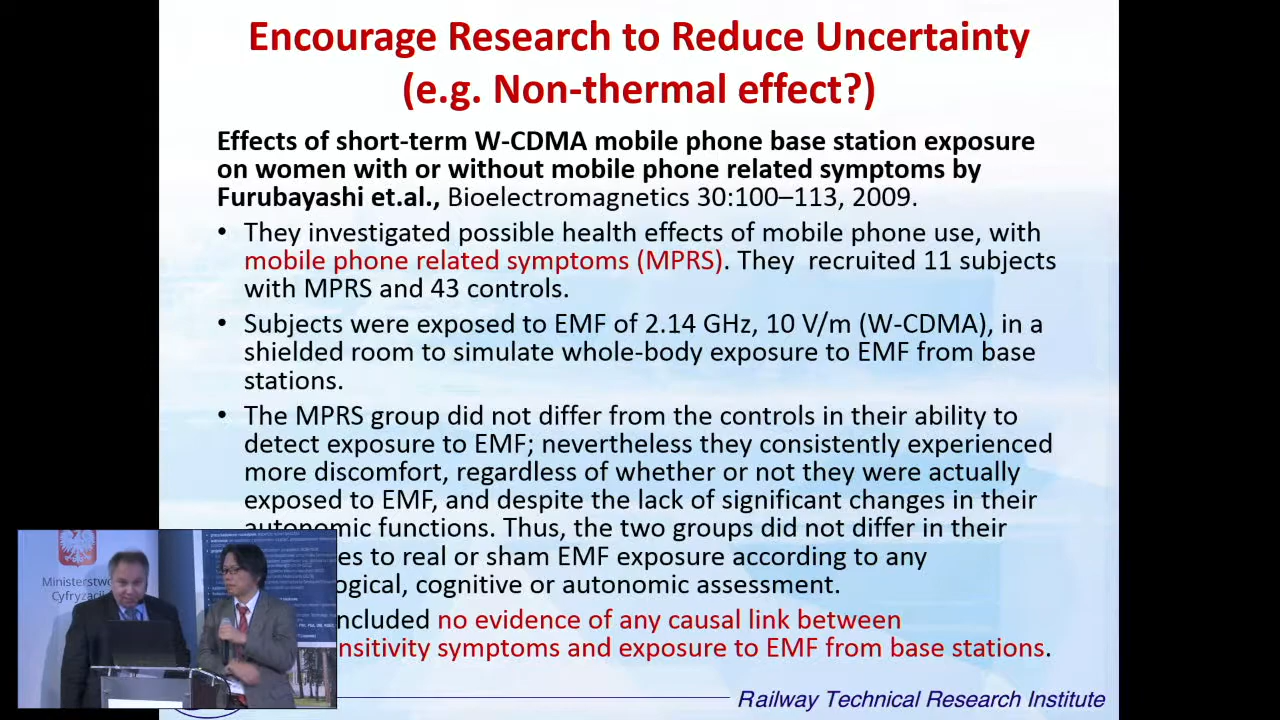 Encourage Research to Reduce Uncertainty
(e.g. Non-thermal effect?)
Effects of short-term W-CDMA mobile phone base station exposure
on women with or without mobile phone related symptoms by
Furubayashi et.al., Bioelectromagnetics 30:100–113, 2009.
• They investigated possible health effects of mobile phone use, with
mobile phone related symptoms (MPRS). They recruited 11 subjects
with MPRS and 43 controls.
• Subjects were exposed to EMF of 2.14 GHz, 10 V/m (W-CDMA), in a
shielded room to simulate whole-body exposure to EMF from base
stations.
• The MPRS group did not differ from the controls in their ability to
detect exposure to EMF; nevertheless they consistently experienced
more discomfort, regardless of whether or not they were actually
exposed to EMF, and despite the lack of significant changes in their
autonomic functions. Thus, the two groups did not differ in their
es to real or sham EMF exposure according to any
logical, cognitive or autonomic assessment.
ncluded no evidence of any causal link between
nsitivity symptoms and exposure to EMF from base stations.
Ministerstwo
Cyfryzacji
Railway Technical Research Institute